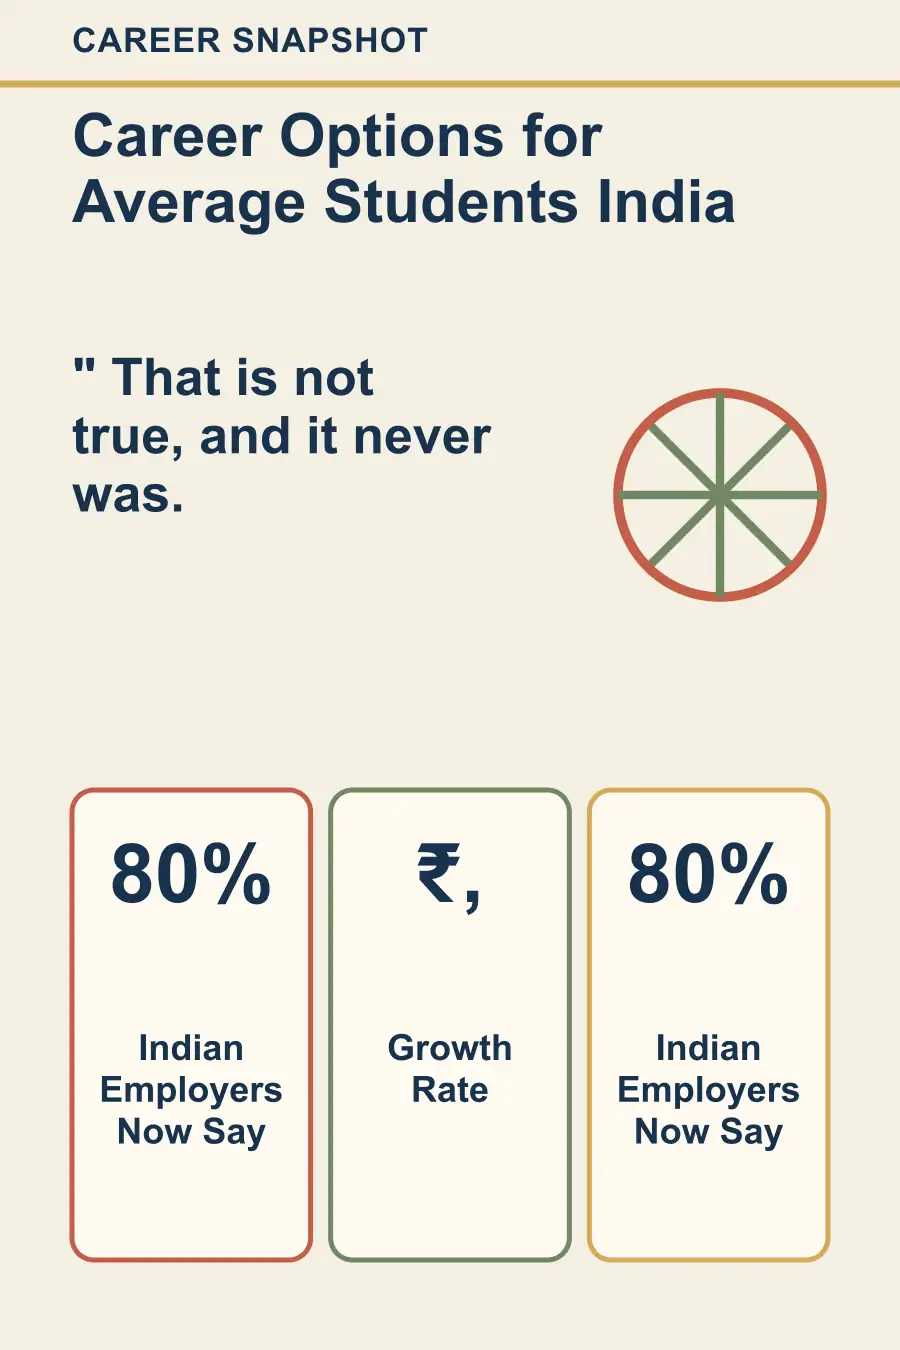 CAREER SNAPSHOT
Career Options for
Average Students India
" That is not
true, and it never
was.
80%
Indian
Employers
Now Say
₹,
Growth
Rate
80%
Indian
Employers
Now Say